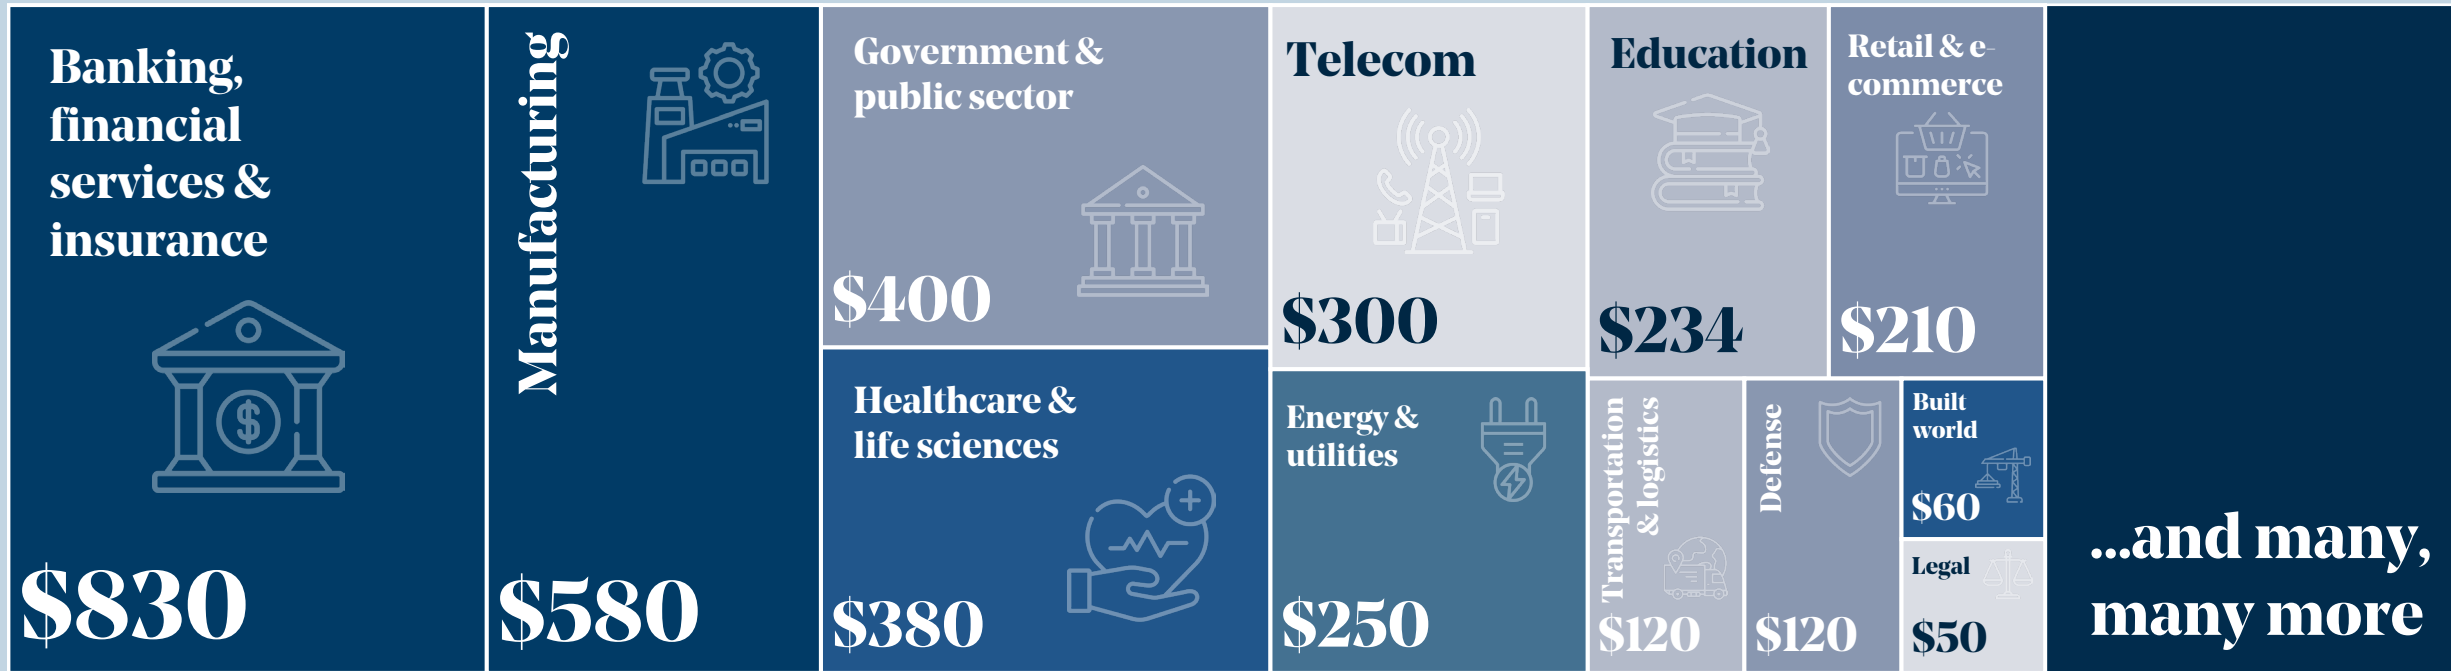 Banking,
financial
services &
insurance
$830
Manufacturing
$580
Government &
public sector
$400
Healthcare &
life sciences
$380
Telecom
$300
Energy &
utilities
$250
Education
$234
Retail & e-
commerce
$210
Transportation
& logistics
$120
Defense
$120
Built
world
$60
Legal
$50
...and many,
many more